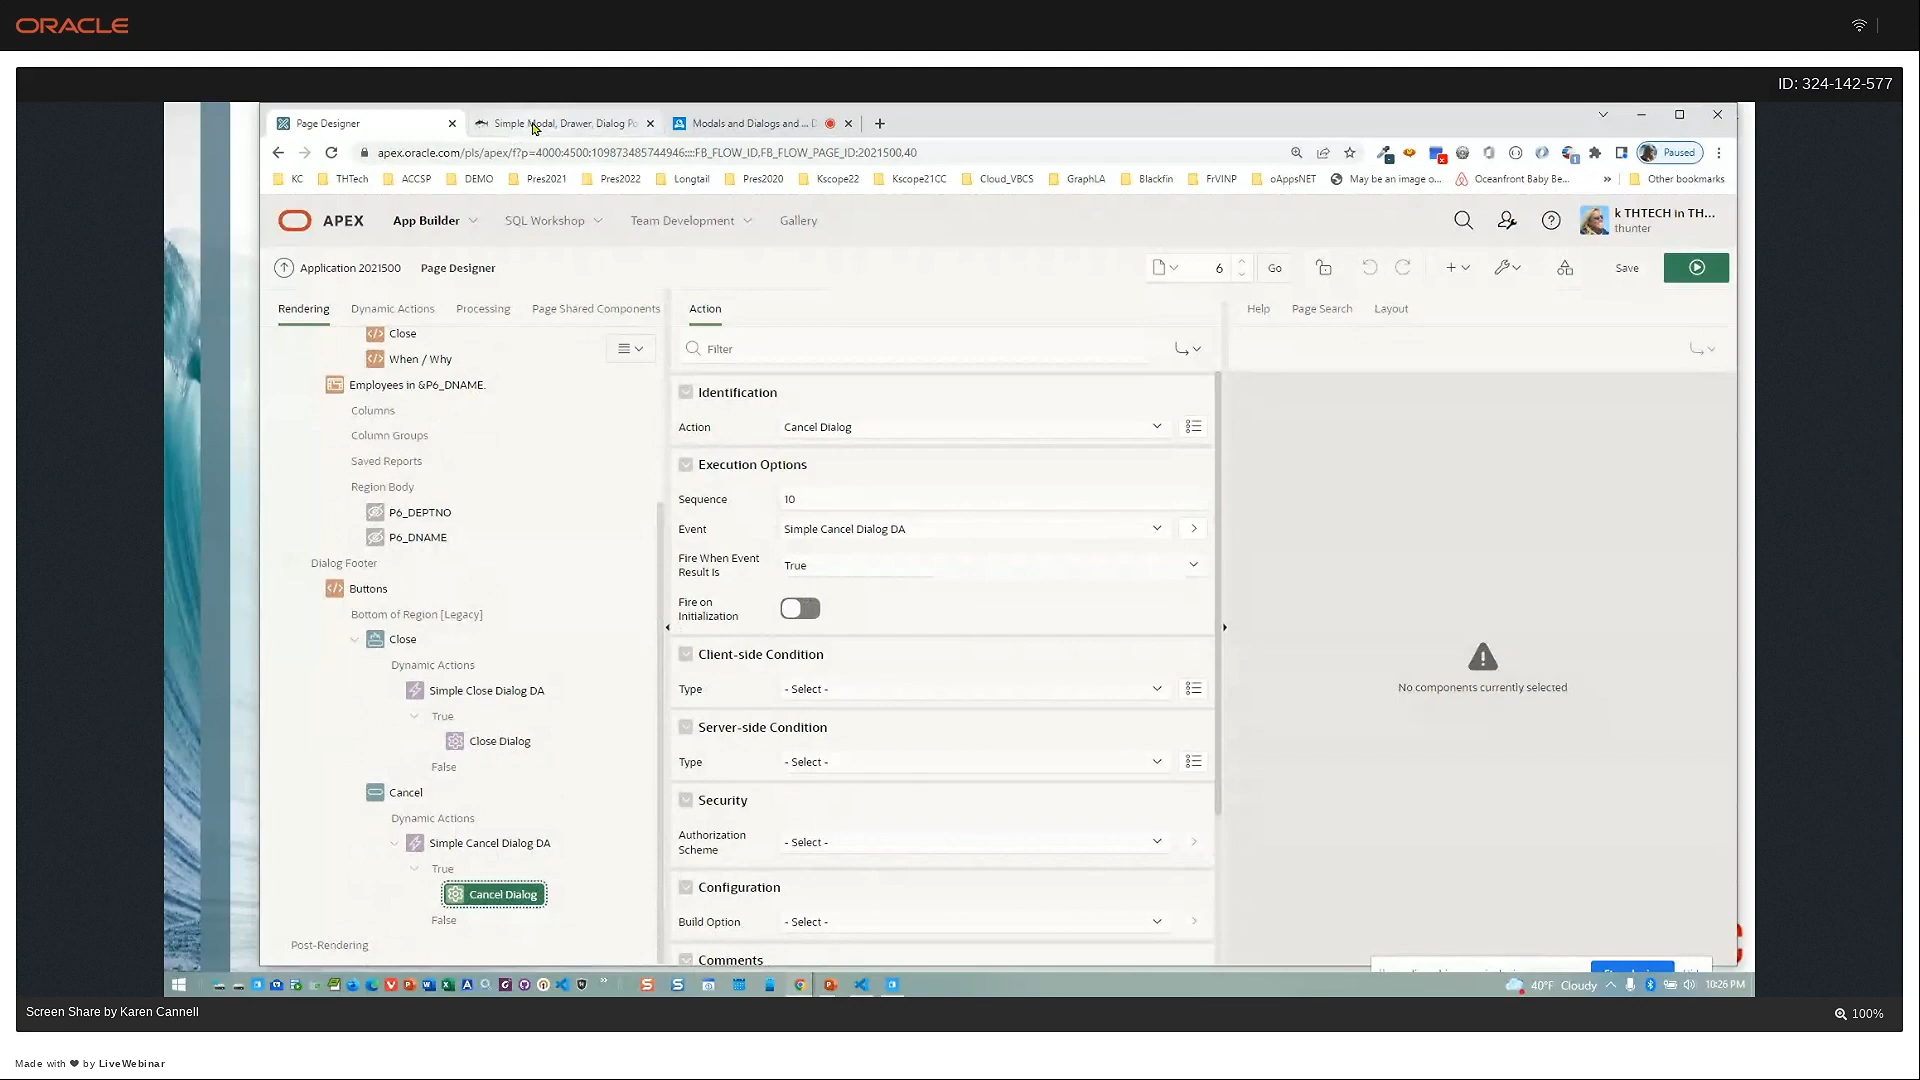 ORACLE
ID: 324-142-577
Page Designer
Simple Modal, Drawer, Dialog Po
Modals and Dialogs and ... D
apex.oracle.com/pls/apex/f?p=4000:4500:109873485744946::::FB_FLOW_ID,FB_FLOW_PAGE_ID:2021500,40
Paused
KC
THTech
ACCSP
DEMO
Pres2021
Pres2022
Longtail
Pres2020
Kscope22
Kscope21CC
Cloud_VBCS
GraphLA
Blackfin
FrVINP
oAppsNET
May be an image o...
Oceanfront Baby Be...
»
Other bookmarks
APEX
App Builder
SQL Workshop
Team Development
Gallery
k THTECH in TH...
thunter
Application 2021500
Page Designer
6
Go
Save
Rendering
Dynamic Actions
Processing
Page Shared Components
Action
Help
Page Search
Layout
Close
When / Why
Employees in &P6_DNAME.
Columns
Column Groups
Saved Reports
Region Body
P6_DEPTNO
P6_DNAME
Dialog Footer
Buttons
Bottom of Region [Legacy]
Close
Dynamic Actions
Simple Close Dialog DA
True
Close Dialog
False
Cancel
Dynamic Actions
Simple Cancel Dialog DA
True
Cancel Dialog
False
Post-Rendering
Filter
Identification
Action
Cancel Dialog
Execution Options
Sequence
10
Event
Simple Cancel Dialog DA
Fire When Event
Result Is
True
Fire on
Initialization
Client-side Condition
Type
- Select -
Server-side Condition
Type
- Select -
Security
Authorization
Scheme
- Select -
Configuration
Build Option
- Select -
Comments
No components currently selected
40°F Cloudy
10:26 PM
Screen Share by Karen Cannell
100%
Made with ❤ by LiveWebinar